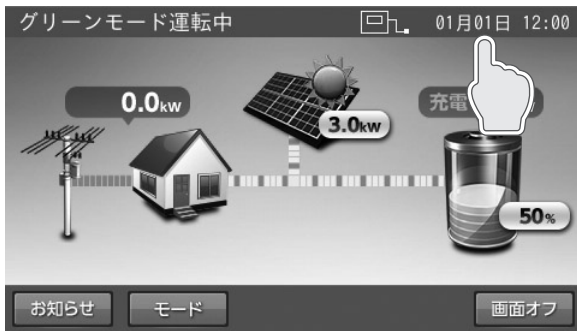 グリーンモード運転中
01月01日 12:00
0.0kw
充電
3.0kw
50%
お知らせ
モード
画面オフ